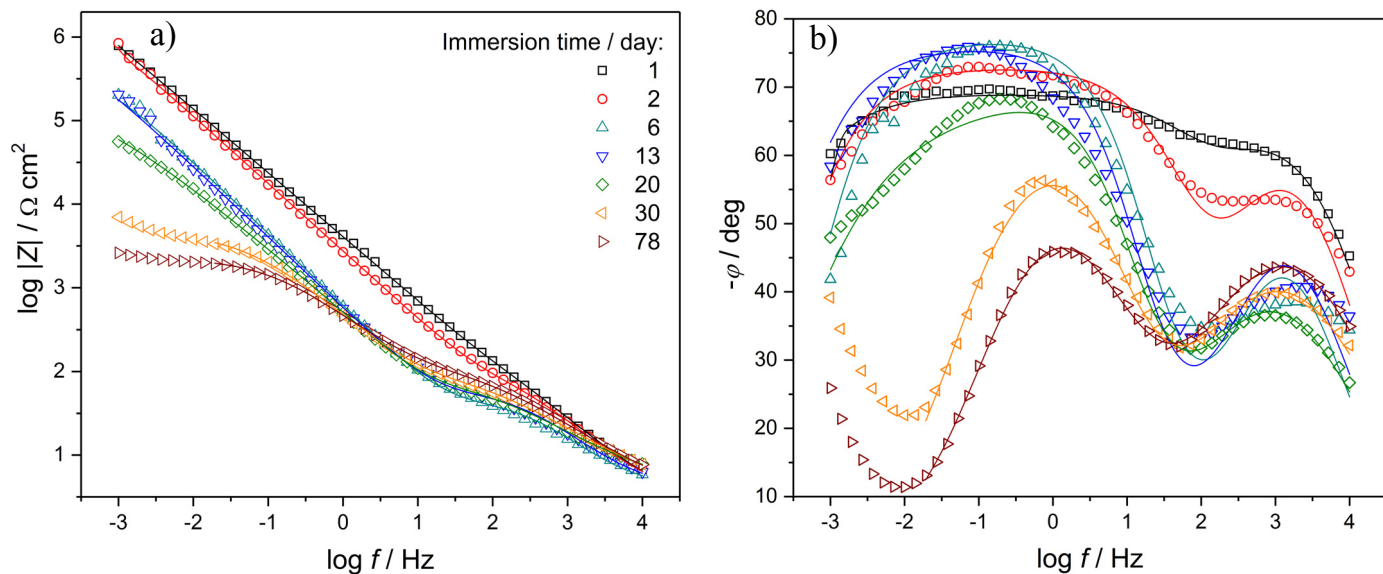 a)
Immersion time / day:
1
2
6
13
20
30
78
6
5
4
3
2
1
log |Z| / Ω cm²
-3 -2 -1 0 1 2 3 4
log f / Hz
b)
80
70
60
50
40
30
20
10
-φ / deg
-3 -2 -1 0 1 2 3 4
log f / Hz